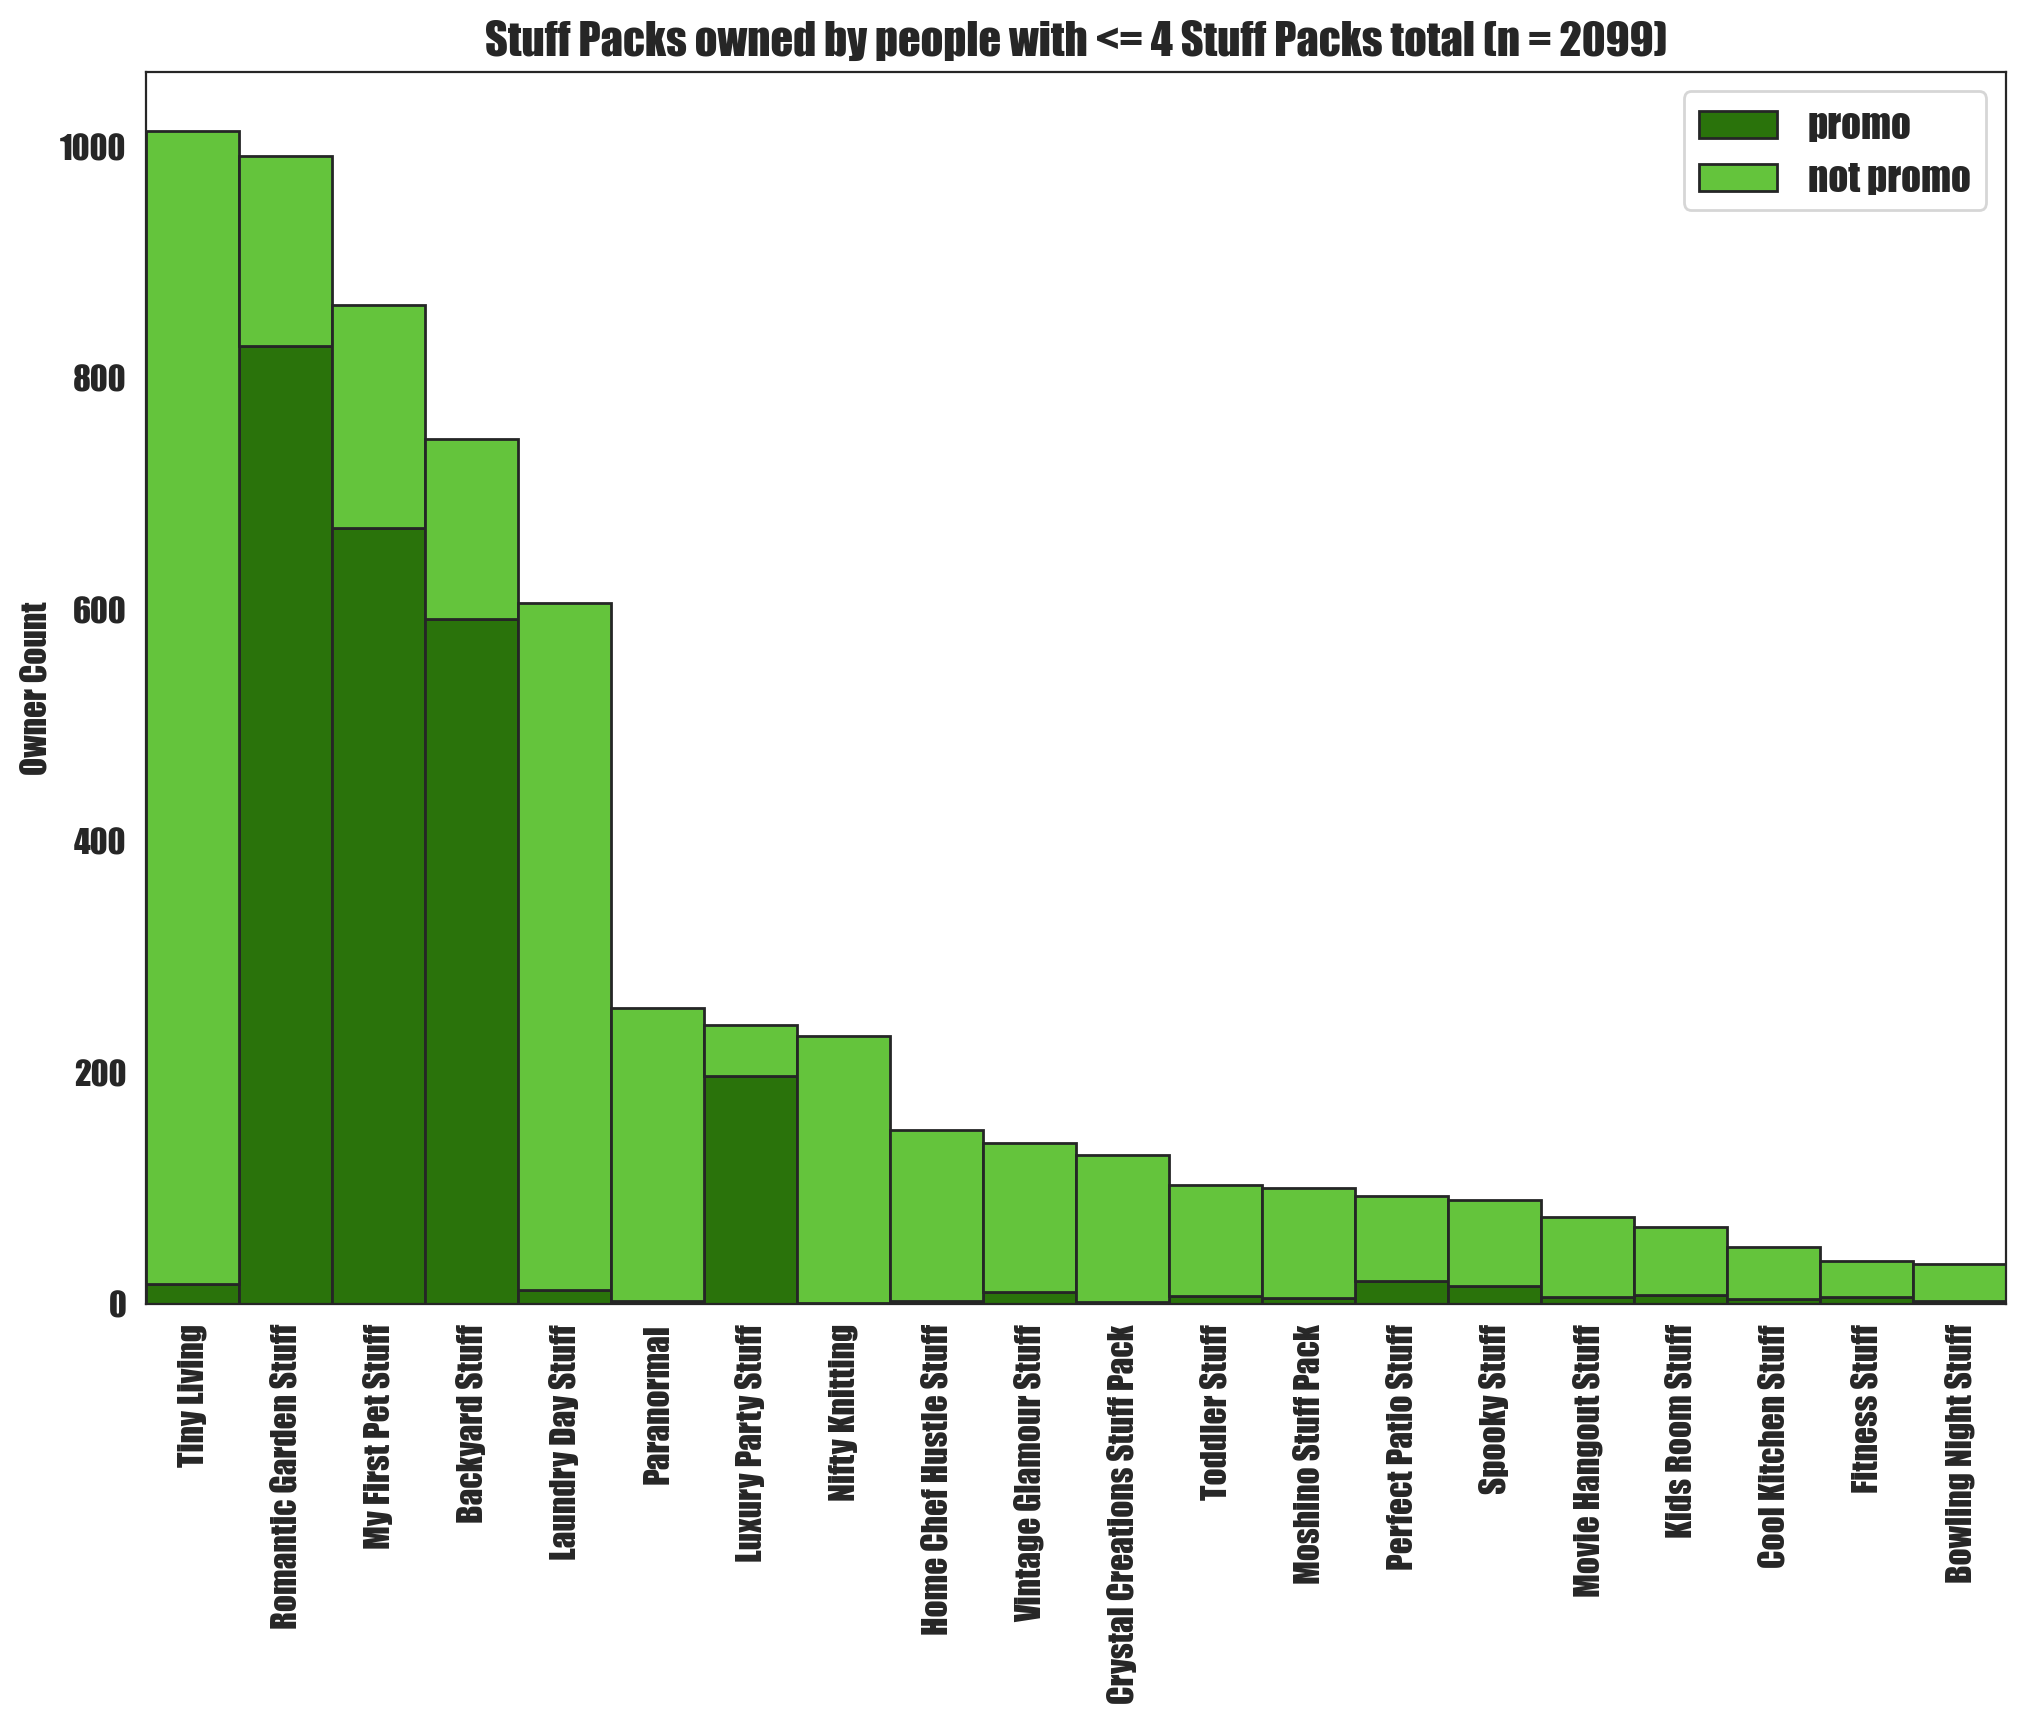 Stuff Packs owned by people with <= 4 Stuff Packs total (n = 2099)
promo
not promo
Owner Count
1000
800
600
400
200
0
Tiny Living
Romantic Garden Stuff
My First Pet Stuff
Backyard Stuff
Laundry Day Stuff
Paranormal
Luxury Party Stuff
Nifty Knitting
Home Chef Hustle Stuff
Vintage Glamour Stuff
Crystal Creations Stuff Pack
Toddler Stuff
Moshino Stuff Pack
Perfect Patio Stuff
Spooky Stuff
Movie Hangout Stuff
Kids Room Stuff
Cool Kitchen Stuff
Fitness Stuff
Bowling Night Stuff